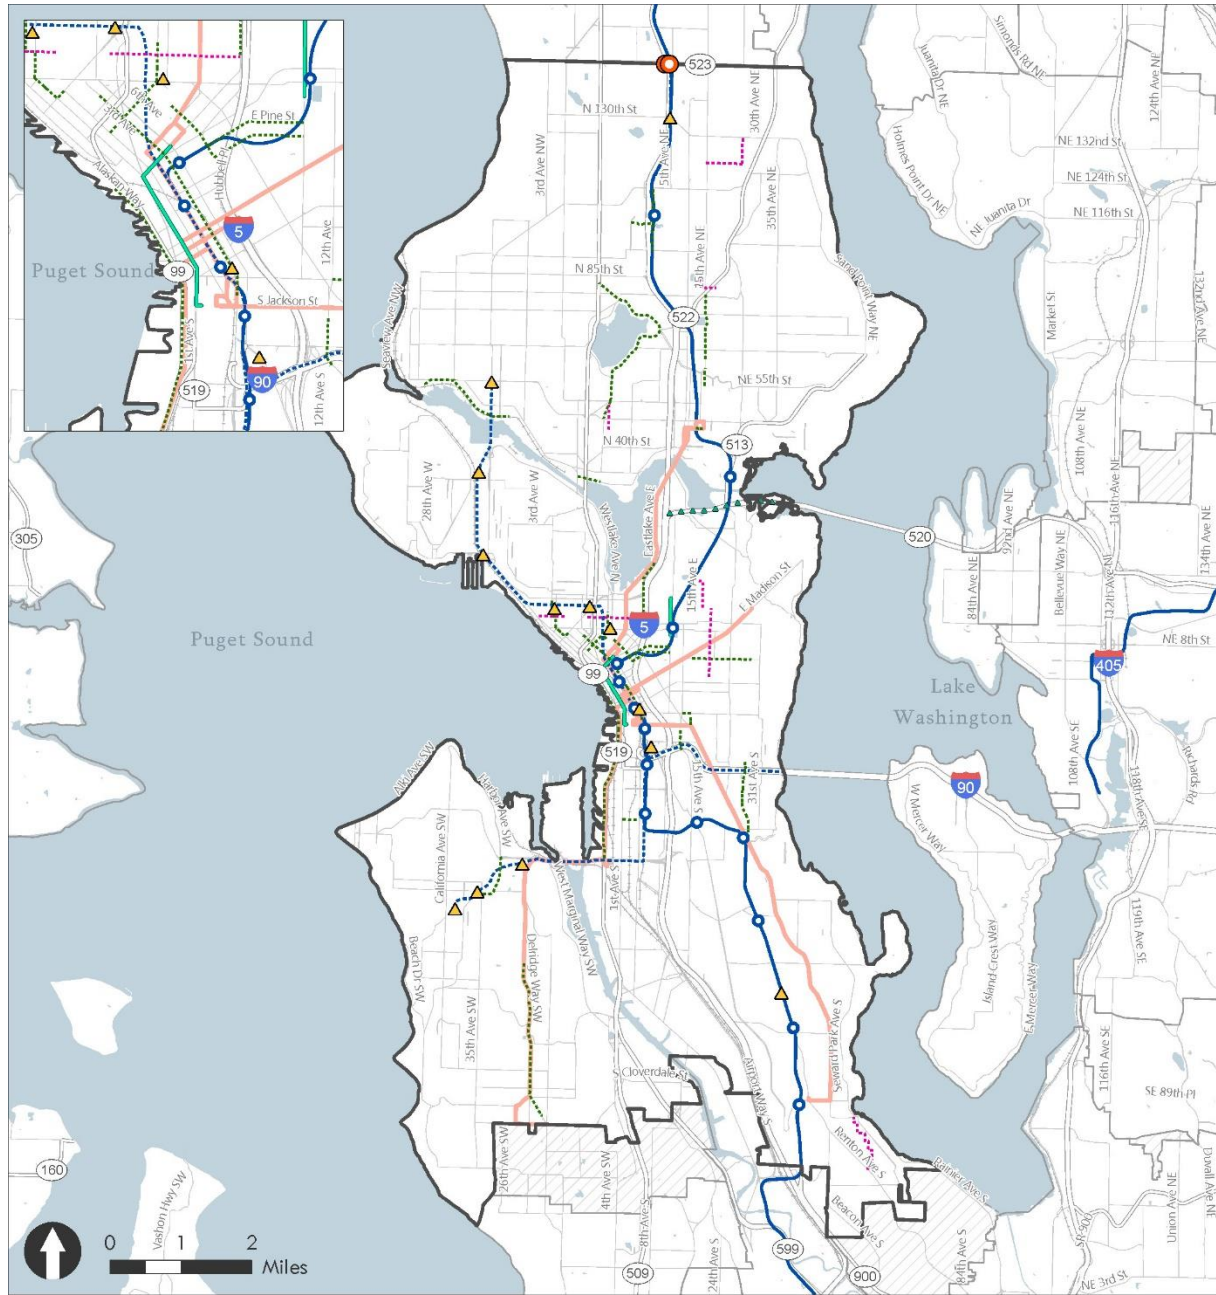 6th Ave
3rd Ave
E Pine St
Hubbell Pl
Alaskan Way
5
12th Ave
Puget Sound
99
S Jackson St
1st Ave S
90
519
12th Ave S
523
N 130th St
3rd Ave NW
5th Ave NE
30th Ave NE
35th Ave NE
15th Ave NE
N 85th St
Sand Point Way NE
Seaview Ave NW
522
NE 55th St
N 40th St
513
28th Ave W
3rd Ave W
Westlake Ave N
Eastlake Ave E
15th Ave E
E Madison St
5
99
519
15th Ave S
31st Ave S
Puget Sound
305
160
Vashon Hwy SW
Simonds Rd NE
Juanita Dr NE
124th Ave NE
NE 132nd St
Holmes Point Dr NE
NE 124th St
NE 116th St
NE Juanita Dr
132nd Ave NE
Market St
108th Ave NE
116th Ave NE
520
92nd Ave NE
84th Ave NE
Bellevue Way NE
112th Ave NE
134th Ave NE
NE 8th St
405
Lake
Washington
108th Ave SE
118th Ave SE
Richards Rd
90
W Mercer Way
Island Crest Way
E Mercer Way
119th Ave SE
116th Ave SE
SE 89th Pl
Alki Ave SW
Harbor Ave SW
California Ave SW
Beach Dr SW
35th Ave SW
Delridge Way SW
West Marginal Way SW
1st Ave S
S Cloverdale St
Airport Way S
Seward Park Ave S
Renton Ave S
Rainier Ave S
26th Ave SW
4th Ave SW
8th Ave S
24th Ave S
Beacon Ave S
84th Ave S
SR-900
Union Ave NE
Duvall Ave NE
NE 3rd St
599
509
900
0 1 2
Miles